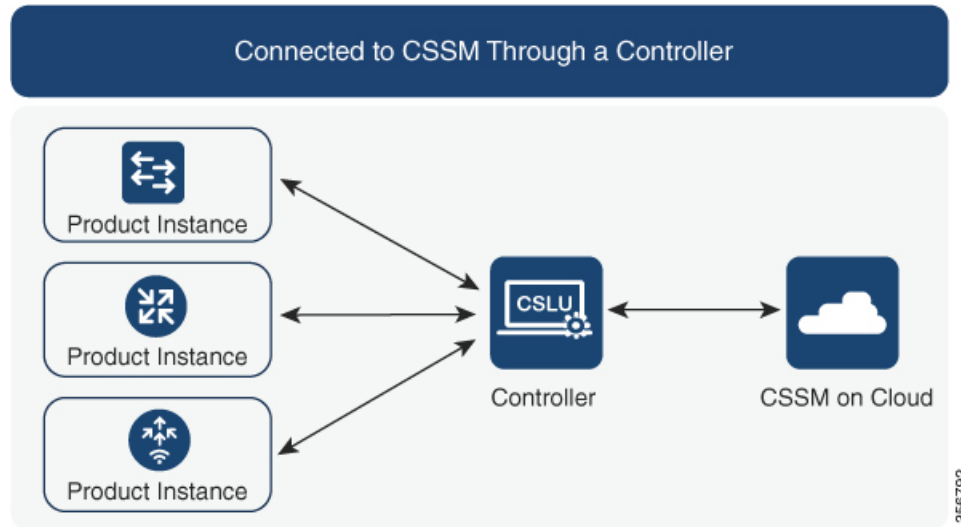 Connected to CSSM Through a Controller
Product Instance
Product Instance
Product Instance
CSLU
Controller
CSSM on Cloud